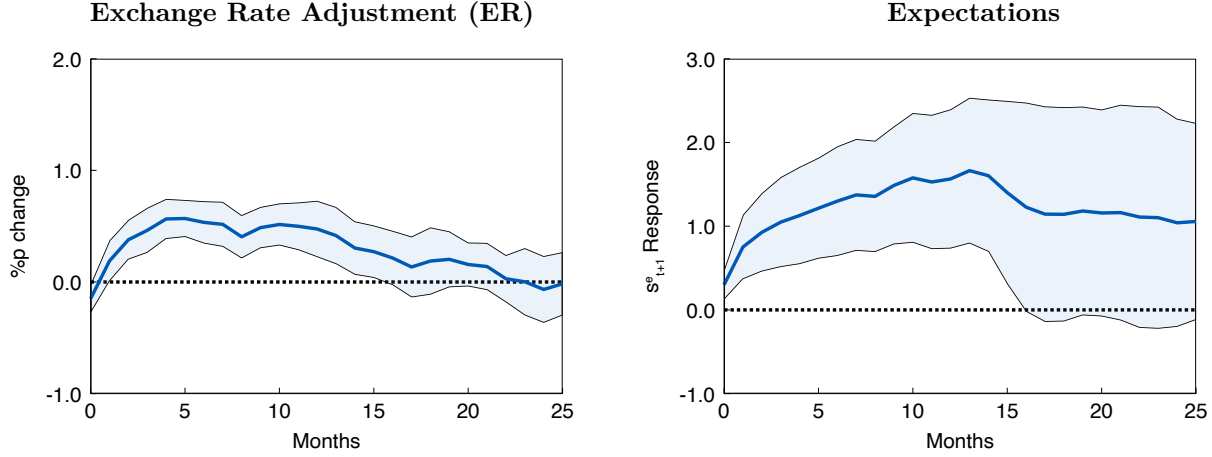 Exchange Rate Adjustment (ER)
2.0
1.0
0.0
-1.0
%p change
0 5 10 15 20 25
Months
Expectations
3.0
2.0
1.0
0.0
-1.0
s^e_{t+1} Response
0 5 10 15 20 25
Months